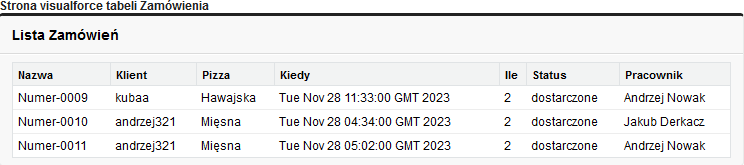 Strona visualforce tabeli Zamówienia
Lista Zamówień
Nazwa Klient Pizza Kiedy Ile Status Pracownik
Numer-0009 kubaa Hawajska Tue Nov 28 11:33:00 GMT 2023 2 dostarczone Andrzej Nowak
Numer-0010 andrzej321 Mięsna Tue Nov 28 04:34:00 GMT 2023 2 dostarczone Jakub Derkacz
Numer-0011 andrzej321 Mięsna Tue Nov 28 05:02:00 GMT 2023 2 dostarczone Andrzej Nowak